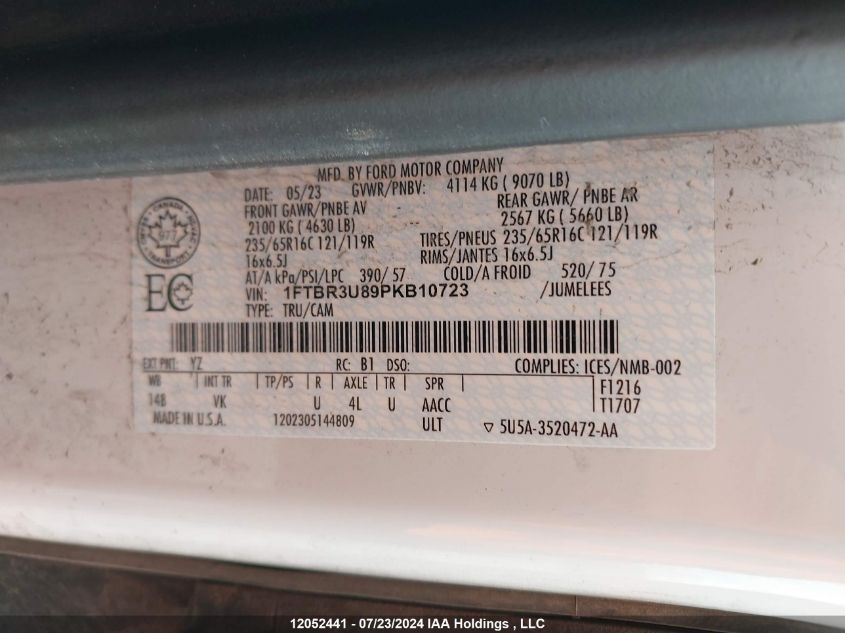 MFD. BY FORD MOTOR COMPANY
DATE: 05/23 GVWR/PNBV: 4114 KG ( 9070 LB)
FRONT GAWR/PNBE AV REAR GAWR/ PNBE AR
2100 KG ( 4630 LB) 2567 KG ( 5660 LB)
235/65R16C 121/119R TIRES/PNEUS 235/65R16C 121/119R
16x6.5J RIMS/JANTES 16x6.5J
AT/A kPa/PSI/LPC 390/ 57 COLD/A FROID 520/ 75
VIN: 1FTBR3U89PKB10723 /JUMELEES
TYPE: TRU/CAM
CANADA
TRANSPORT
EC
EXT PNT: YZ RC: B1 DSO: COMPLIES: ICES/NMB-002
WB INT TR TP/PS R AXLE TR SPR F1216
148 VK U 4L U AACC T1707
MADE IN U.S.A. 1202305144809 ULT ▽ 5U5A-3520472-AA
12052441 - 07/23/2024 IAA Holdings , LLC